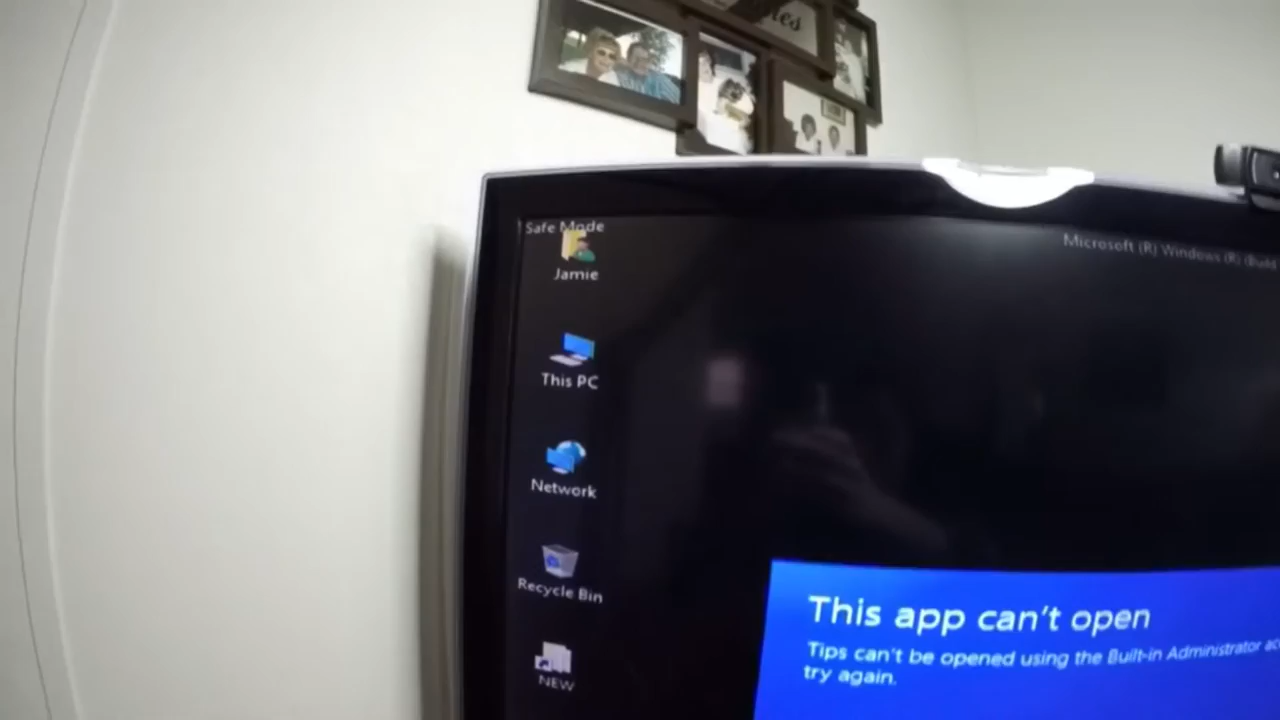 Safe Mode
Microsoft (R) Windows (R) (Build
Jamie
This PC
Network
Recycle Bin
NEW
This app can't open
Tips can't be opened using the Built-in Administrator
try again.